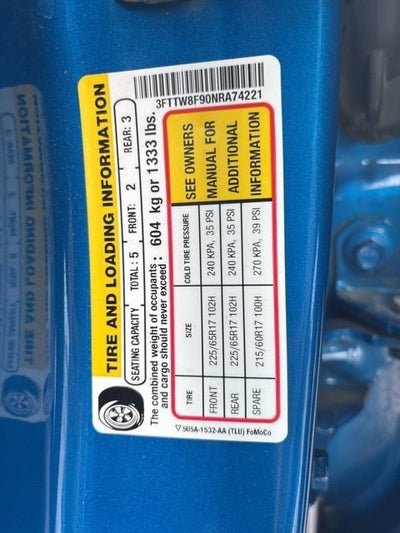 3FTTW8F90NRA74221
TIRE AND LOADING INFORMATION
SEATING CAPACITY TOTAL : 5 FRONT: 2 REAR: 3
The combined weight of occupants
and cargo should never exceed : 604 kg or 1333 lbs.
TIRE SIZE COLD TIRE PRESSURE SEE OWNERS
MANUAL FOR
ADDITIONAL
INFORMATION
FRONT 225/65R17 102H 240 KPA, 35 PSI
REAR 225/65R17 102H 240 KPA, 35 PSI
SPARE 215/60R17 100H 270 KPA, 39 PSI
5U5A-1532-AA (TLU) FoMoCo